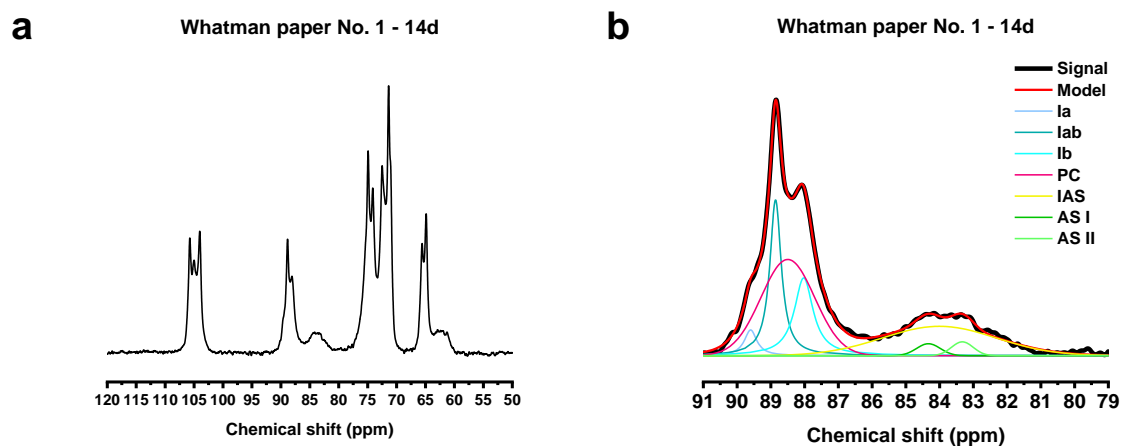 a
Whatman paper No. 1 - 14d
120 115 110 105 100 95 90 85 80 75 70 65 60 55 50
Chemical shift (ppm)
b
Whatman paper No. 1 - 14d
Signal
Model
Ia
Iab
Ib
PC
IAS
AS I
AS II
91 90 89 88 87 86 85 84 83 82 81 80 79
Chemical shift (ppm)